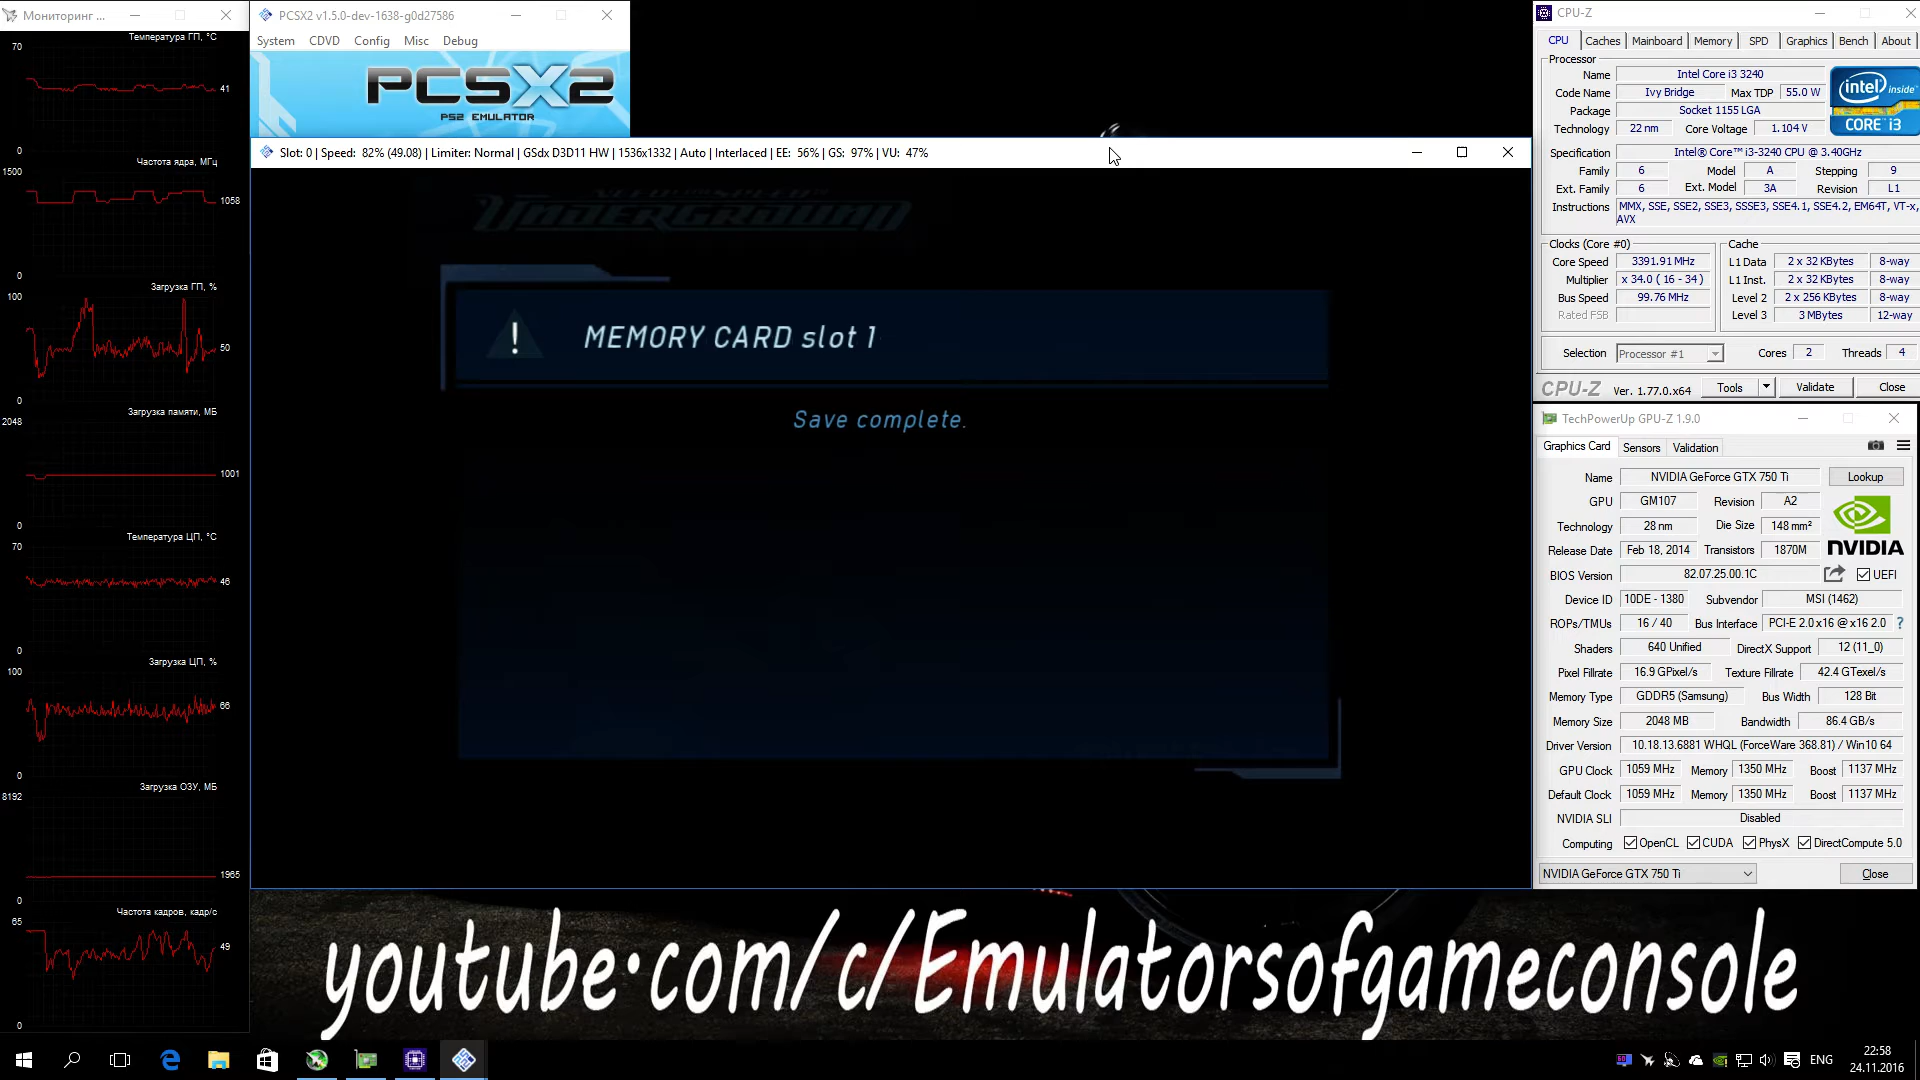 Мониторинг ...
Температура ГП, °C
70
41
0
Частота ядра, МГц
1500
1058
0
Загрузка ГП, %
100
50
0
Загрузка памяти, МБ
2048
1001
0
Температура ЦП, °C
70
46
0
Загрузка ЦП, %
100
66
0
Загрузка ОЗУ, МБ
8192
1965
0
Частота кадров, кадр/с
65
49
0
PCSX2 v1.5.0-dev-1638-g0d27586
System CDVD Config Misc Debug
PCSX2
PS2 EMULATOR
Slot: 0 | Speed: 82% (49.08) | Limiter: Normal | GSdx D3D11 HW | 1536x1332 | Auto | Interlaced | EE: 56% | GS: 97% | VU: 47%
NEED FOR SPEED
UNDERGROUND
! MEMORY CARD slot 1
Save complete.
youtube.com/c/Emulatorsofgameconsole
CPU-Z
CPU Caches Mainboard Memory SPD Graphics Bench About
Processor
Name Intel Core i3 3240
Code Name Ivy Bridge Max TDP 55.0 W
Package Socket 1155 LGA
Technology 22 nm Core Voltage 1.104 V
intel inside™
CORE i3
Specification Intel® Core™ i3-3240 CPU @ 3.40GHz
Family 6 Model A Stepping 9
Ext. Family 6 Ext. Model 3A Revision L1
Instructions MMX, SSE, SSE2, SSE3, SSSE3, SSE4.1, SSE4.2, EM64T, VT-x,
AVX
Clocks (Core #0) Cache
Core Speed 3391.91 MHz L1 Data 2 x 32 KBytes 8-way
Multiplier x 34.0 ( 16 - 34 ) L1 Inst. 2 x 32 KBytes 8-way
Bus Speed 99.76 MHz Level 2 2 x 256 KBytes 8-way
Rated FSB Level 3 3 MBytes 12-way
Selection Processor #1 Cores 2 Threads 4
CPU-Z Ver. 1.77.0.x64 Tools Validate Close
TechPowerUp GPU-Z 1.9.0
Graphics Card Sensors Validation
Name NVIDIA GeForce GTX 750 Ti Lookup
GPU GM107 Revision A2
Technology 28 nm Die Size 148 mm²
Release Date Feb 18, 2014 Transistors 1870M
NVIDIA
BIOS Version 82.07.25.00.1C UEFI
Device ID 10DE - 1380 Subvendor MSI (1462)
ROPs/TMUs 16 / 40 Bus Interface PCI-E 2.0 x16 @ x16 2.0 ?
Shaders 640 Unified DirectX Support 12 (11_0)
Pixel Fillrate 16.9 GPixel/s Texture Fillrate 42.4 GTexel/s
Memory Type GDDR5 (Samsung) Bus Width 128 Bit
Memory Size 2048 MB Bandwidth 86.4 GB/s
Driver Version 10.18.13.6881 WHQL (ForceWare 368.81) / Win10 64
GPU Clock 1059 MHz Memory 1350 MHz Boost 1137 MHz
Default Clock 1059 MHz Memory 1350 MHz Boost 1137 MHz
NVIDIA SLI Disabled
Computing OpenCL CUDA PhysX DirectCompute 5.0
NVIDIA GeForce GTX 750 Ti Close
ENG
22:58
24.11.2016